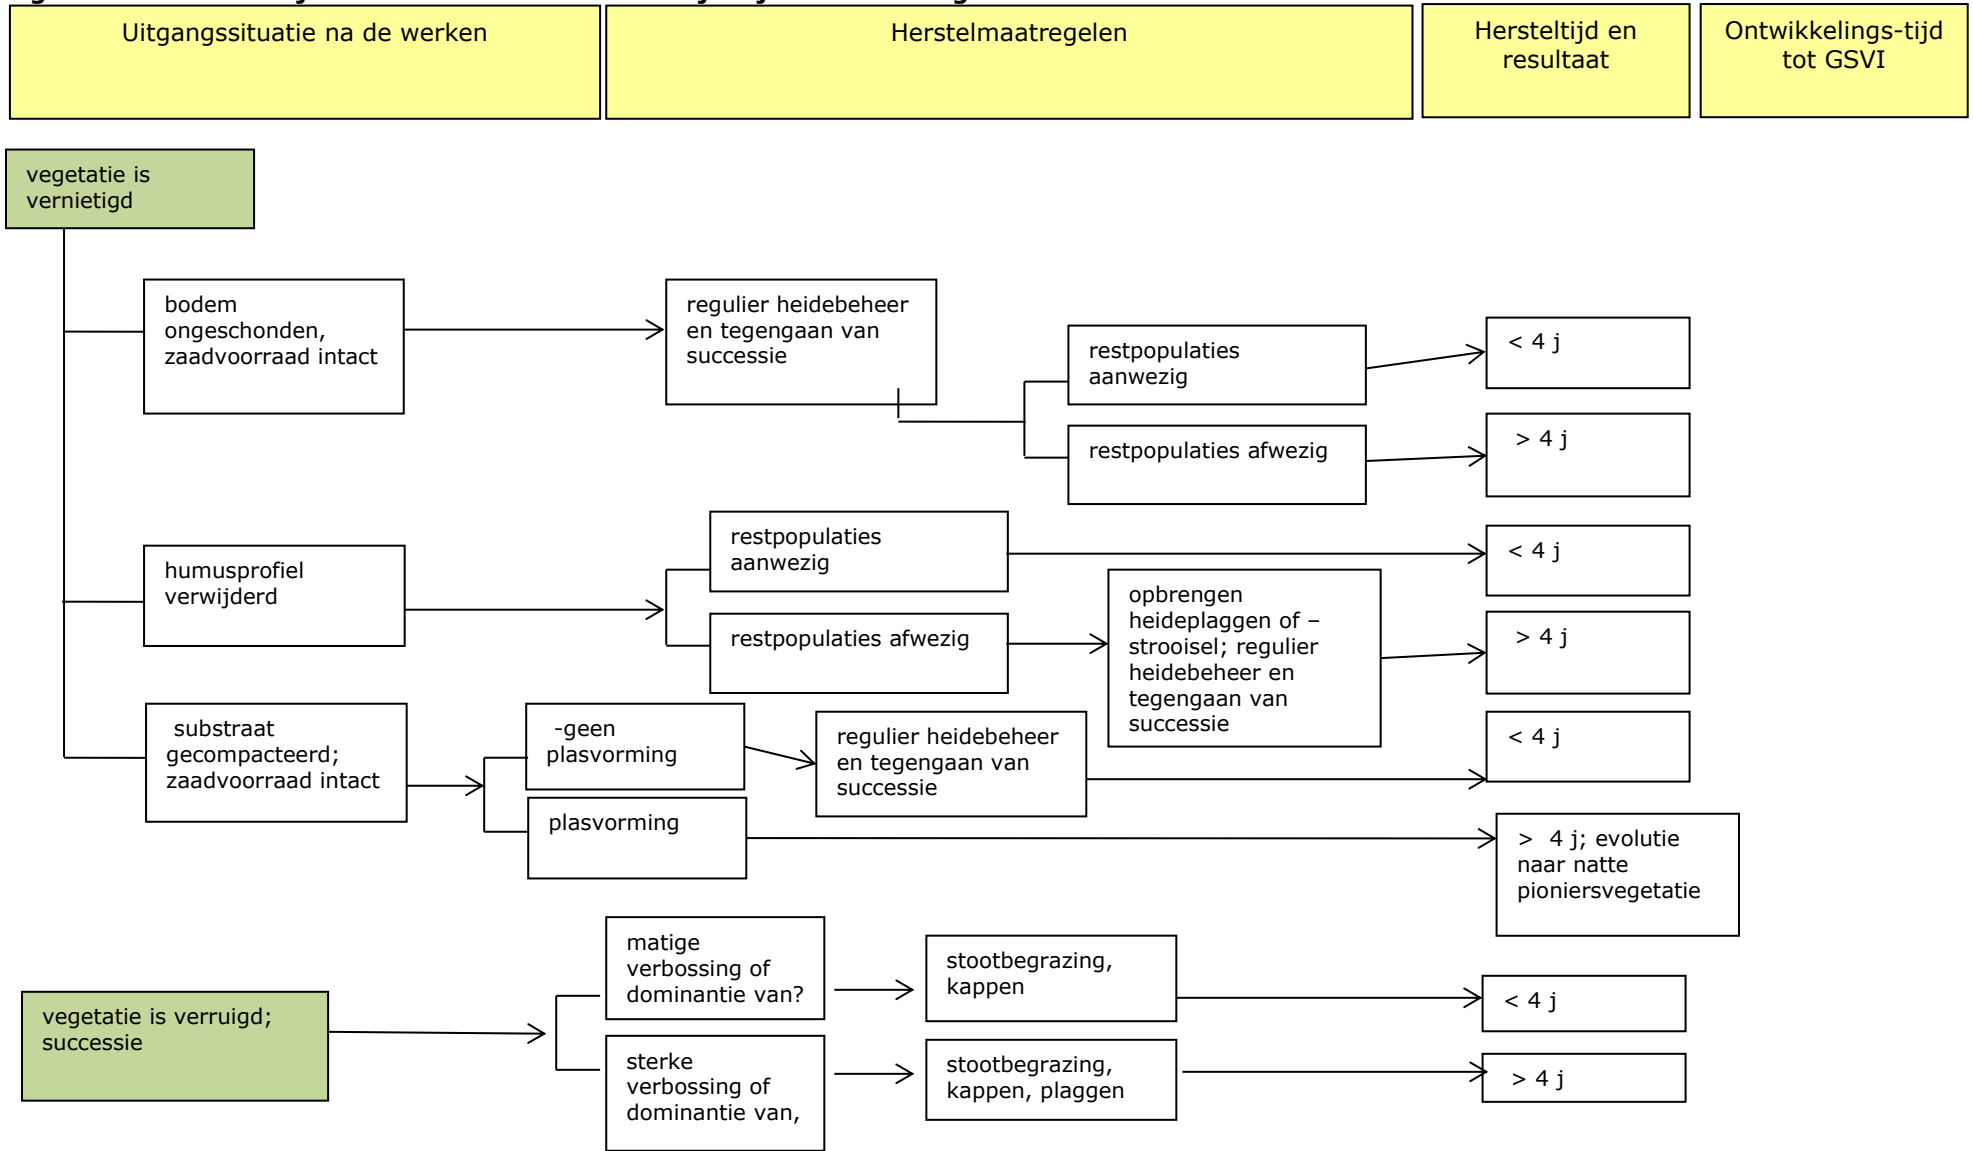 Uitgangssituatie na de werken
Herstelmaatregelen
Hersteltijd en
resultaat
Ontwikkelings-tijd
tot GSVI
vegetatie is
vernietigd
bodem
ongeschonden,
zaadvoorraad intact
regulier heidebeheer
en tegengaan van
successie
restpopulaties
aanwezig
< 4 j
restpopulaties afwezig
> 4 j
humusprofiel
verwijderd
restpopulaties
aanwezig
< 4 j
restpopulaties afwezig
opbrengen
heideplaggen of –
strooisel; regulier
heidebeheer en
tegengaan van
successie
> 4 j
substraat
gecompacteerd;
zaadvoorraad intact
-geen
plasvorming
regulier heidebeheer
en tegengaan van
successie
< 4 j
plasvorming
> 4 j; evolutie
naar natte
pioniersvegetatie
vegetatie is verruigd;
successie
matige
verbossing of
dominantie van?
stootbegrazing,
kappen
< 4 j
sterke
verbossing of
dominantie van,
stootbegrazing,
kappen, plaggen
> 4 j